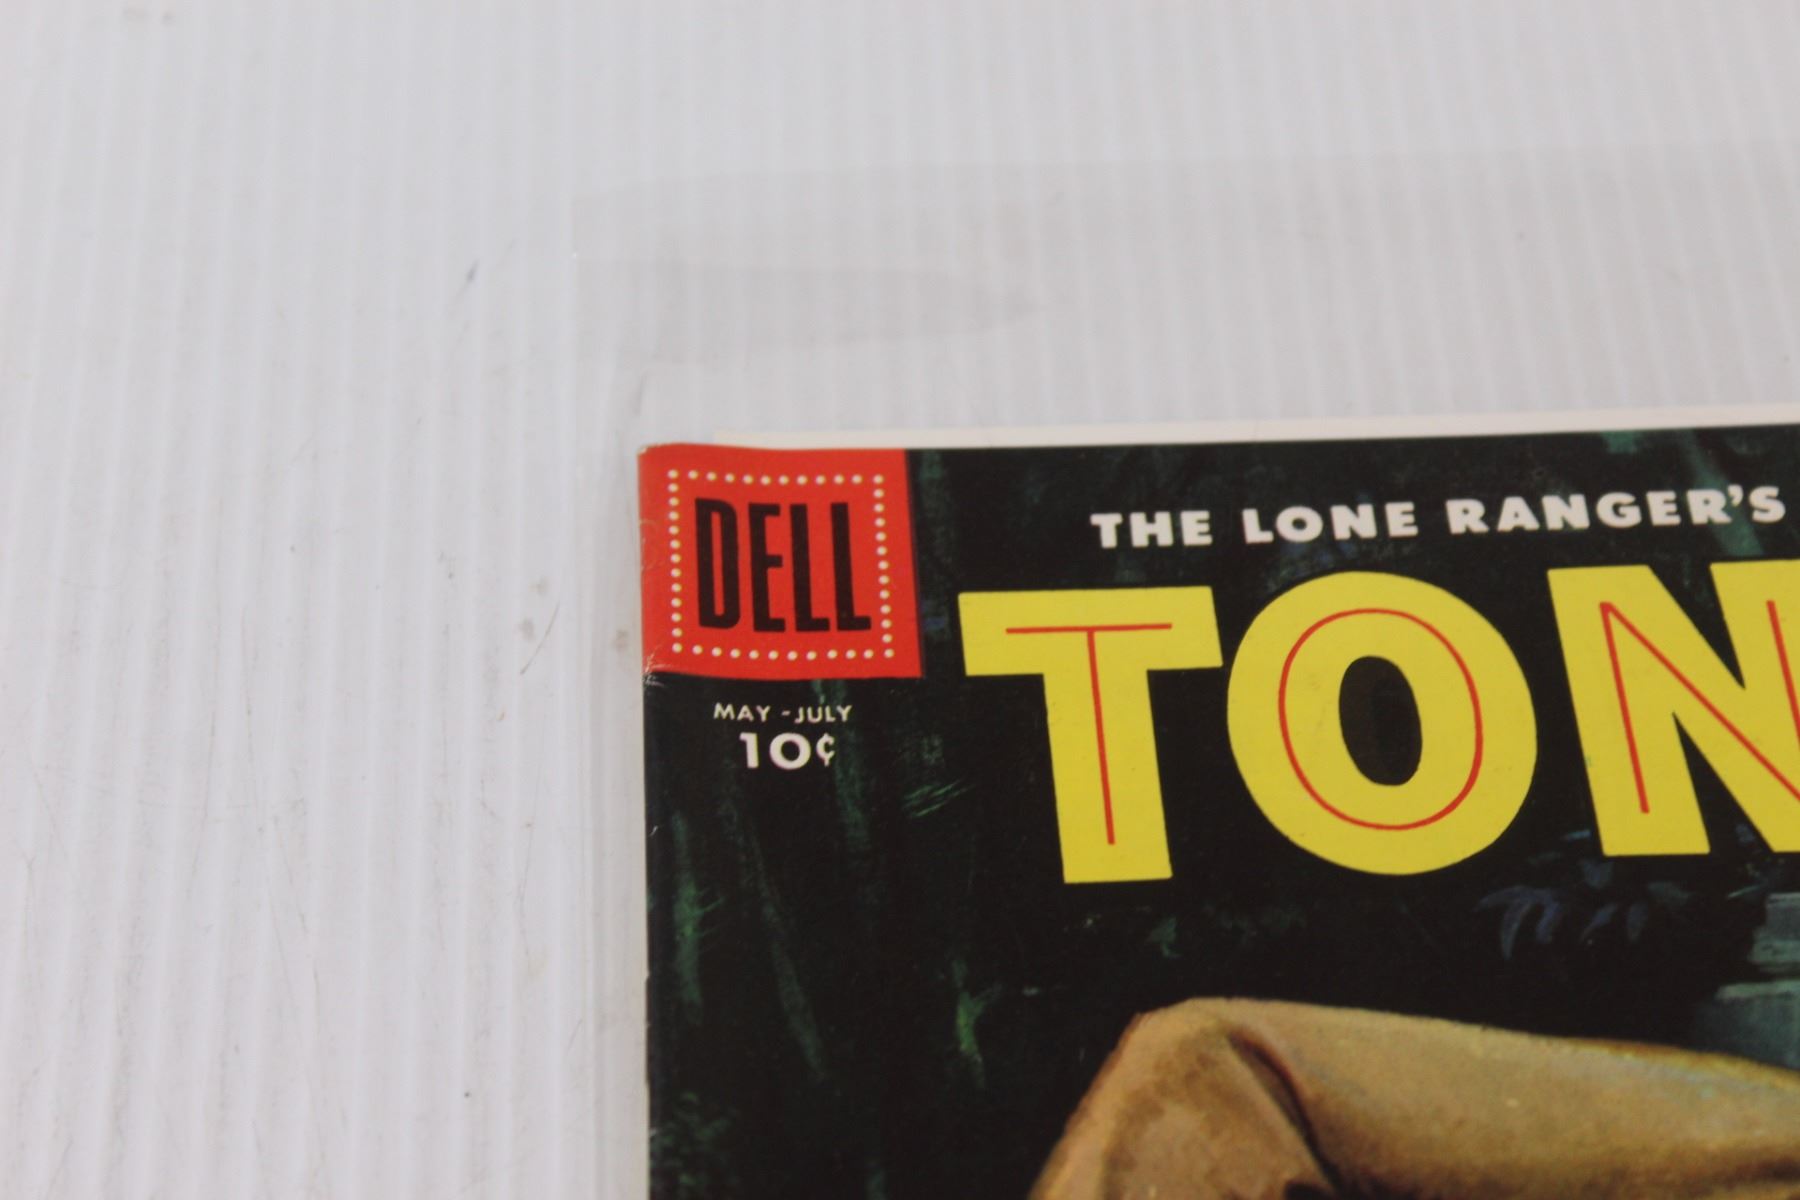 DELL
MAY - JULY
10¢
THE LONE RANGER'S
TON